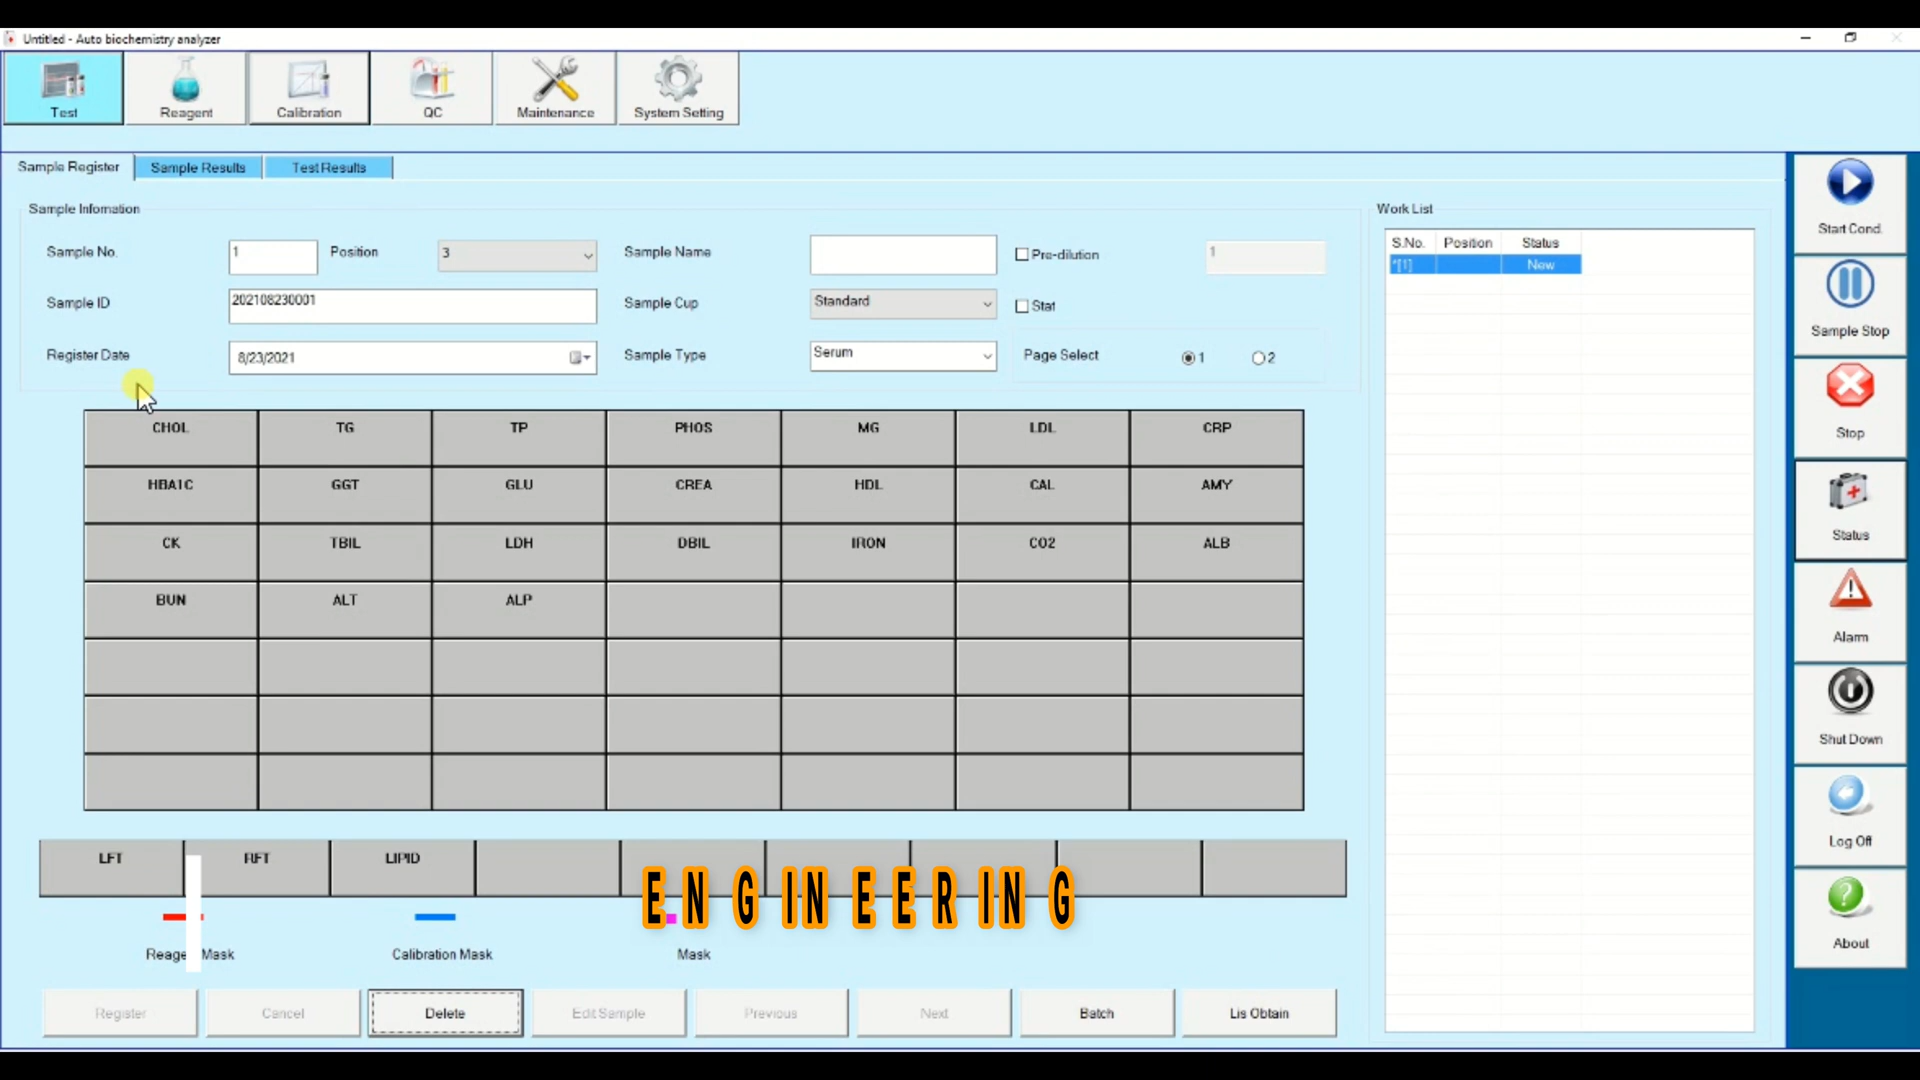 Untitled - Auto biochemistry analyzer
Test Reagent Calibration QC Maintenance System Setting
Sample Register Sample Results Test Results
Sample Infomation
Work List
Sample No. 1 Position 3 Sample Name Pre-dilution 1
S.No. Position Status
*[1] New
Sample ID 202108230001 Sample Cup Standard Stat
Register Date 8/23/2021 Sample Type Serum Page Select 1 2
CHOL TG TP PHOS MG LDL CRP
HBA1C GGT GLU CREA HDL CAL AMY
CK TBIL LDH DBIL IRON CO2 ALB
BUN ALT ALP
LFT RFT LIPID
ENGINEERING
Mask Calibration Mask Mask
Register Cancel Delete Edit Sample Previous Next Batch Lis Obtain
Start Cond.
Sample Stop
Stop
Status
Alarm
Shut Down
Log Off
About